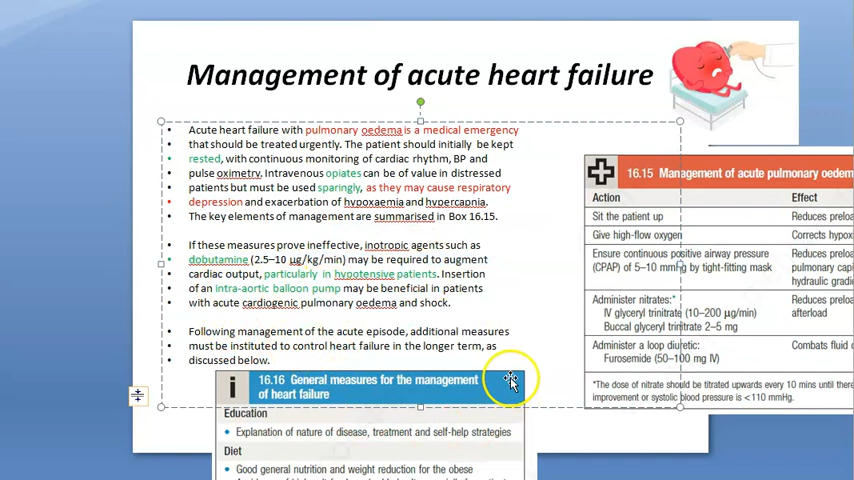 Management of acute heart failure
• Acute heart failure with pulmonary oedema is a medical emergency
• that should be treated urgently. The patient should initially be kept
• rested, with continuous monitoring of cardiac rhythm, BP and
• pulse oximetry. Intravenous opiates can be of value in distressed
• patients but must be used sparingly, as they may cause respiratory
• depression and exacerbation of hypoxaemia and hypercapnia.
• The key elements of management are summarised in Box 16.15.
• If these measures prove ineffective, inotropic agents such as
• dobutamine (2.5–10 μg/kg/min) may be required to augment
• cardiac output, particularly in hypotensive patients. Insertion
• of an intra-aortic balloon pump may be beneficial in patients
• with acute cardiogenic pulmonary oedema and shock.
• Following management of the acute episode, additional measures
• must be instituted to control heart failure in the longer term, as
• discussed below.
16.15 Management of acute pulmonary oedem
Action Effect
Sit the patient up Reduces preloa
Give high-flow oxygen Corrects hypox
Ensure continuous positive airway pressure Reduces preloa
(CPAP) of 5–10 mmHg by tight-fitting mask pulmonary capi
hydraulic gradie
Administer nitrates:* Reduces preloa
IV glyceryl trinitrate (10–200 μg/min) afterload
Buccal glyceryl trinitrate 2–5 mg
Administer a loop diuretic: Combats fluid
Furosemide (50–100 mg IV)
*The dose of nitrate should be titrated upwards every 10 mins until there
improvement or systolic blood pressure is <110 mmHg.
i 16.16 General measures for the management
of heart failure
Education
• Explanation of nature of disease, treatment and self-help strategies
Diet
• Good general nutrition and weight reduction for the obese